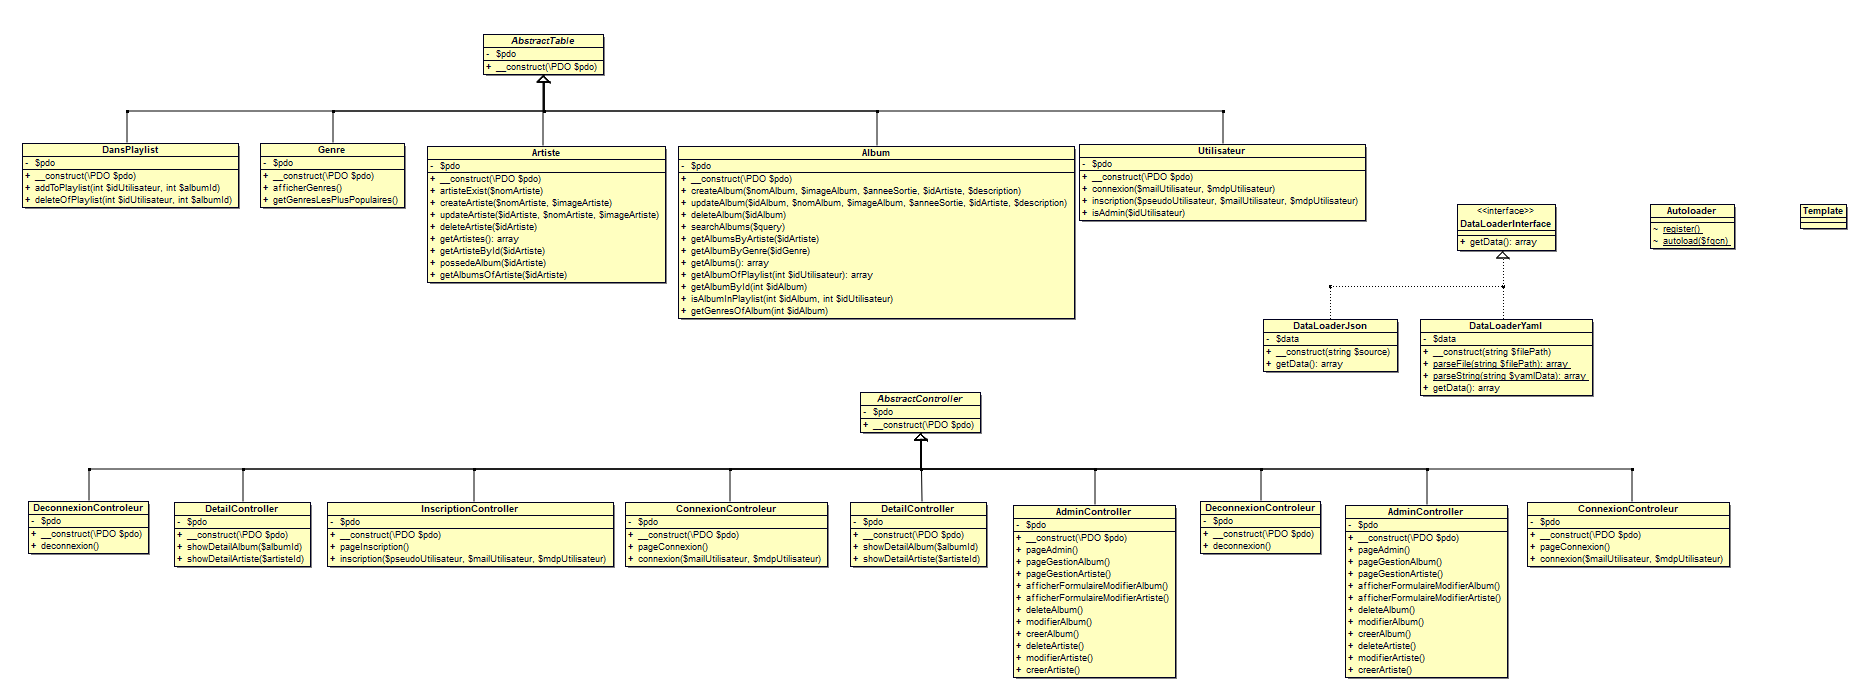 AbstractTable
- $pdo
+ __construct(\PDO $pdo)
DansPlaylist
- $pdo
+ __construct(\PDO $pdo)
+ addToPlaylist(int $idUtilisateur, int $albumId)
+ deleteOfPlaylist(int $idUtilisateur, int $albumId)
Genre
- $pdo
+ __construct(\PDO $pdo)
+ afficherGenres()
+ getGenresLesPlusPopulaires()
Artiste
- $pdo
+ __construct(\PDO $pdo)
+ artisteExist($nomArtiste)
+ createArtiste($nomArtiste, $imageArtiste)
+ updateArtiste($idArtiste, $nomArtiste, $imageArtiste)
+ deleteArtiste($idArtiste)
+ getArtistes(): array
+ getArtisteById($idArtiste)
+ possedeAlbum($idArtiste)
+ getAlbumsOfArtiste($idArtiste)
Album
- $pdo
+ __construct(\PDO $pdo)
+ createAlbum($nomAlbum, $imageAlbum, $anneeSortie, $idArtiste, $description)
+ updateAlbum($idAlbum, $nomAlbum, $imageAlbum, $anneeSortie, $idArtiste, $description)
+ deleteAlbum($idAlbum)
+ searchAlbums($query)
+ getAlbumsByArtiste($idArtiste)
+ getAlbumByGenre($idGenre)
+ getAlbums(): array
+ getAlbumOfPlaylist(int $idUtilisateur): array
+ getAlbumById(int $idAlbum)
+ isAlbumInPlaylist(int $idAlbum, int $idUtilisateur)
+ getGenresOfAlbum(int $idAlbum)
Utilisateur
- $pdo
+ __construct(\PDO $pdo)
+ connexion($mailUtilisateur, $mdpUtilisateur)
+ inscription($pseudoUtilisateur, $mailUtilisateur, $mdpUtilisateur)
+ isAdmin($idUtilisateur)
<<interface>>
DataLoaderInterface
+ getData(): array
Autoloader
~ register()
~ autoload($fqcn)
Template
DataLoaderJson
- $data
+ __construct(string $source)
+ getData(): array
DataLoaderYaml
- $data
+ __construct(string $filePath)
+ parseFile(string $filePath): array
+ parseString(string $yamlData): array
+ getData(): array
AbstractController
- $pdo
+ __construct(\PDO $pdo)
DeconnexionControleur
- $pdo
+ __construct(\PDO $pdo)
+ deconnexion()
DetailController
- $pdo
+ __construct(\PDO $pdo)
+ showDetailAlbum($albumId)
+ showDetailArtiste($artisteId)
InscriptionController
- $pdo
+ __construct(\PDO $pdo)
+ pageInscription()
+ inscription($pseudoUtilisateur, $mailUtilisateur, $mdpUtilisateur)
ConnexionControleur
- $pdo
+ __construct(\PDO $pdo)
+ pageConnexion()
+ connexion($mailUtilisateur, $mdpUtilisateur)
DetailController
- $pdo
+ __construct(\PDO $pdo)
+ showDetailAlbum($albumId)
+ showDetailArtiste($artisteId)
AdminController
- $pdo
+ __construct(\PDO $pdo)
+ pageAdmin()
+ pageGestionAlbum()
+ pageGestionArtiste()
+ afficherFormulaireModifierAlbum()
+ afficherFormulaireModifierArtiste()
+ deleteAlbum()
+ modifierAlbum()
+ creerAlbum()
+ deleteArtiste()
+ modifierArtiste()
+ creerArtiste()
DeconnexionControleur
- $pdo
+ __construct(\PDO $pdo)
+ deconnexion()
AdminController
- $pdo
+ __construct(\PDO $pdo)
+ pageAdmin()
+ pageGestionAlbum()
+ pageGestionArtiste()
+ afficherFormulaireModifierAlbum()
+ afficherFormulaireModifierArtiste()
+ deleteAlbum()
+ modifierAlbum()
+ creerAlbum()
+ deleteArtiste()
+ modifierArtiste()
+ creerArtiste()
ConnexionControleur
- $pdo
+ __construct(\PDO $pdo)
+ pageConnexion()
+ connexion($mailUtilisateur, $mdpUtilisateur)